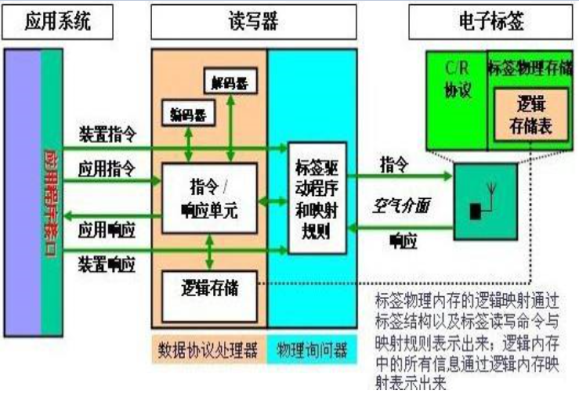 应用系统
读写器
电子标签
解码器
编码器
C/R
协议
标签物理存储
逻辑
存储表
装置指令
应用指令
应用响应
装置响应
应用程序接口
指令/
响应单元
逻辑存储
标签驱
动程序
和映射
规则
指令
空气介面
响应
数据协议处理器
物理询问器
标签物理内存的逻辑映射通过
标签结构以及标签读写命令与
映射规则表示出来；逻辑内存
中的所有信息通过逻辑内存映
射表示出来